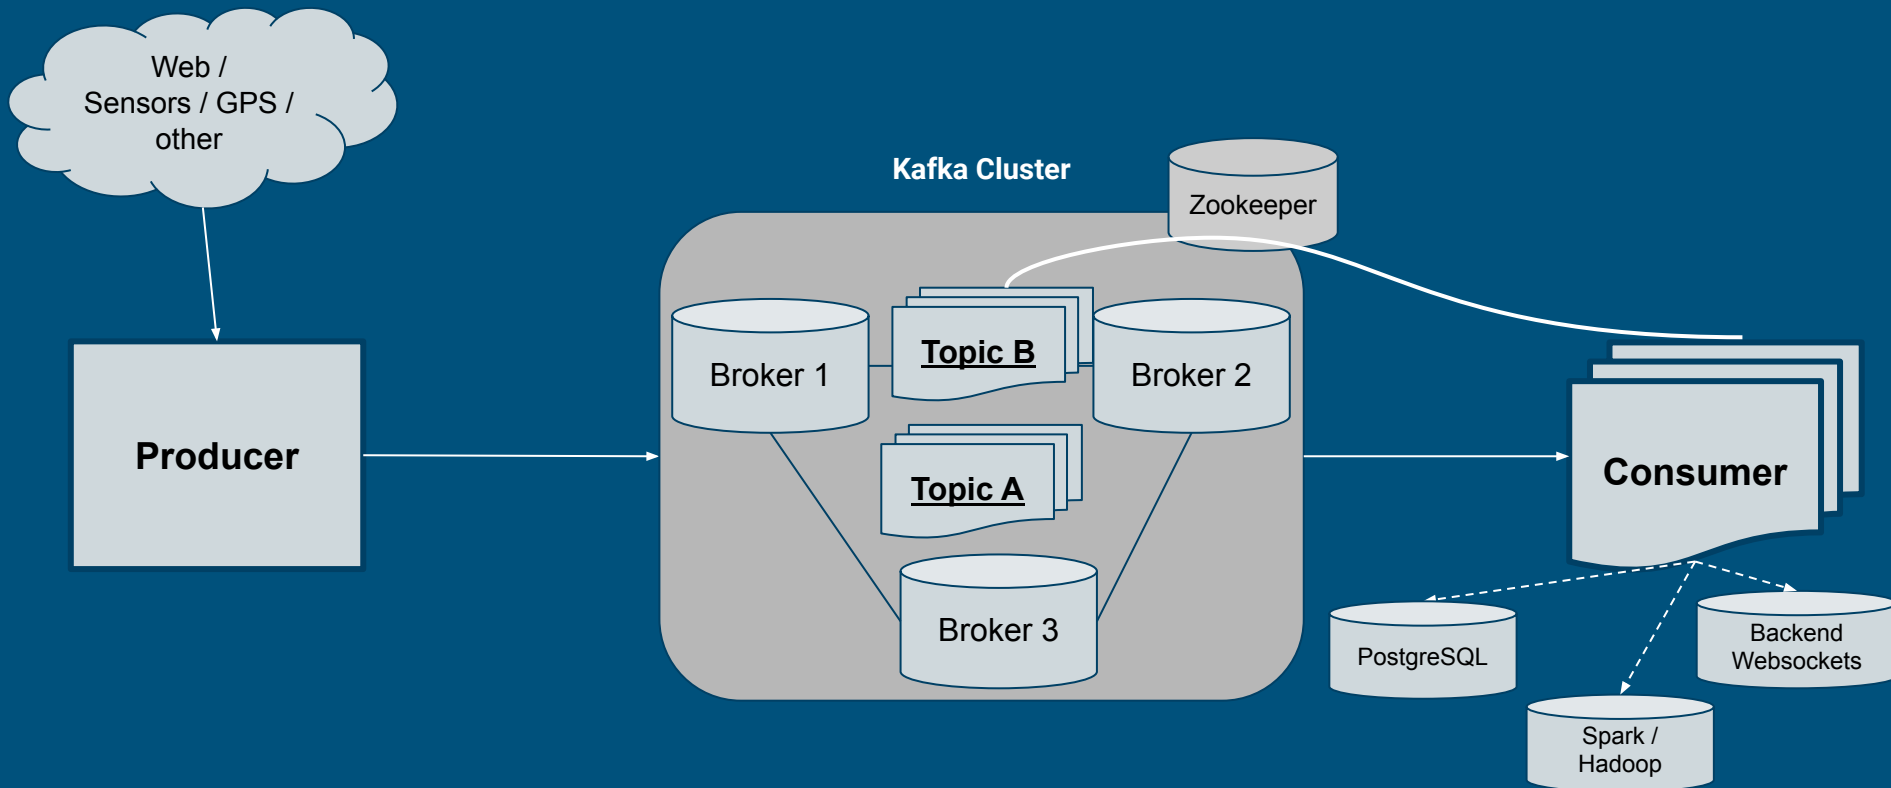 Web /
Sensors / GPS /
other
Kafka Cluster
Zookeeper
Producer
Broker 1
Topic B
Broker 2
Topic A
Broker 3
Consumer
PostgreSQL
Backend
Websockets
Spark /
Hadoop